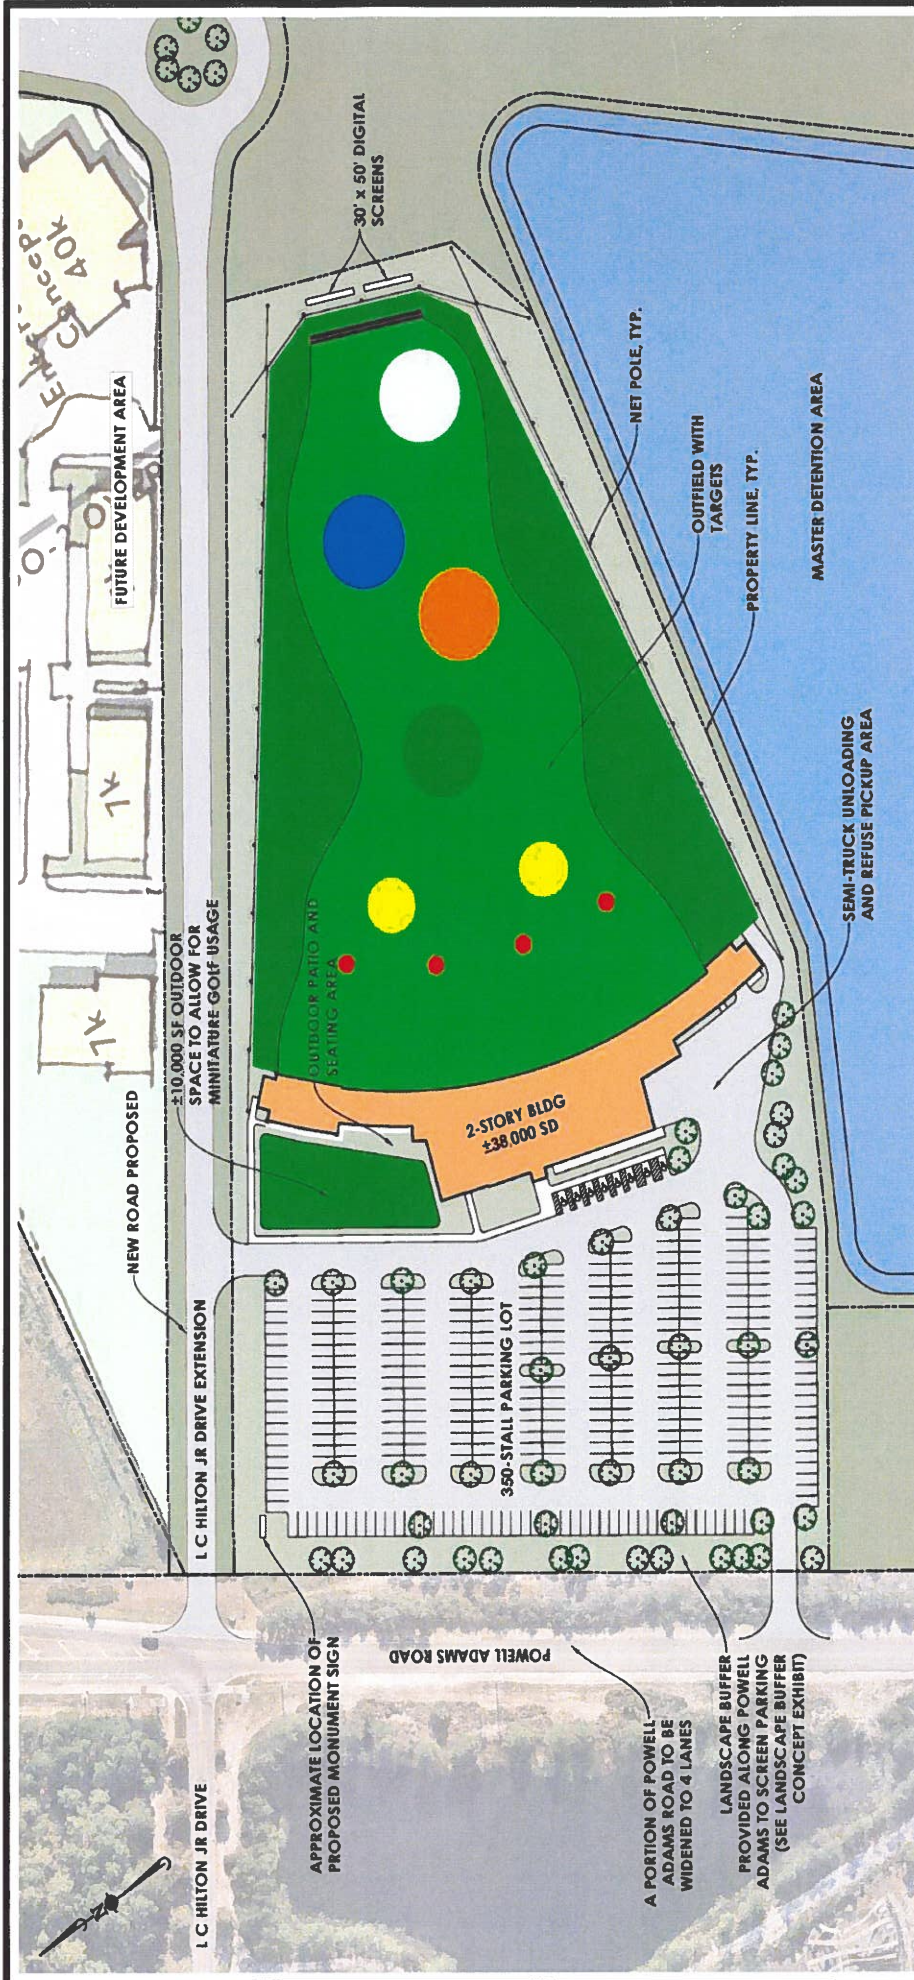 30' x 50' DIGITAL
SCREENS
40k
FUTURE DEVELOPMENT AREA
NET POLE, TYP.
OUTFIELD WITH
TARGETS
PROPERTY LINE, TYP.
MASTER DETENTION AREA
SEMI-TRUCK UNLOADING
AND REFUSE PICKUP AREA
7K
7K
±10,000 SF OUTDOOR
SPACE TO ALLOW FOR
MINITATURE GOLF USAGE
OUTDOOR PATIO AND
SEATING AREA
2-STORY BLDG
±38,000 SD
NEW ROAD PROPOSED
L C HILTON JR DRIVE EXTENSION
350-STALL PARKING LOT
APPROXIMATE LOCATION OF
PROPOSED MONUMENT SIGN
POWELL ADAMS ROAD
A PORTION OF POWELL
ADAMS ROAD TO BE
WIDENED TO 4 LANES
LANDSCAPE BUFFER
PROVIDED ALONG POWELL
ADAMS TO SCREEN PARKING
(SEE LANDSCAPE BUFFER
CONCEPT EXHIBIT)
L C HILTON JR DRIVE
N